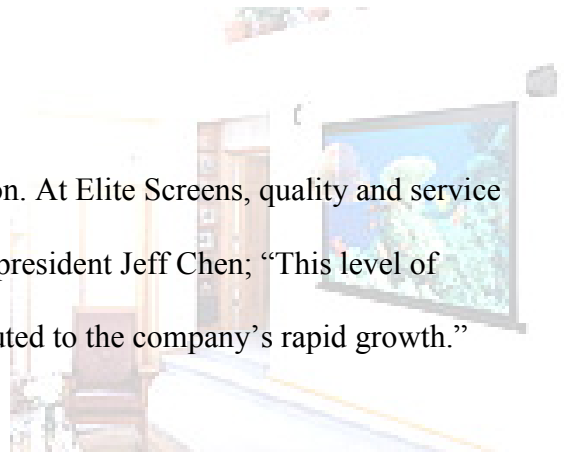 on. At Elite Screens, quality and service
president Jeff Chen; “This level of
uted to the company’s rapid growth.”